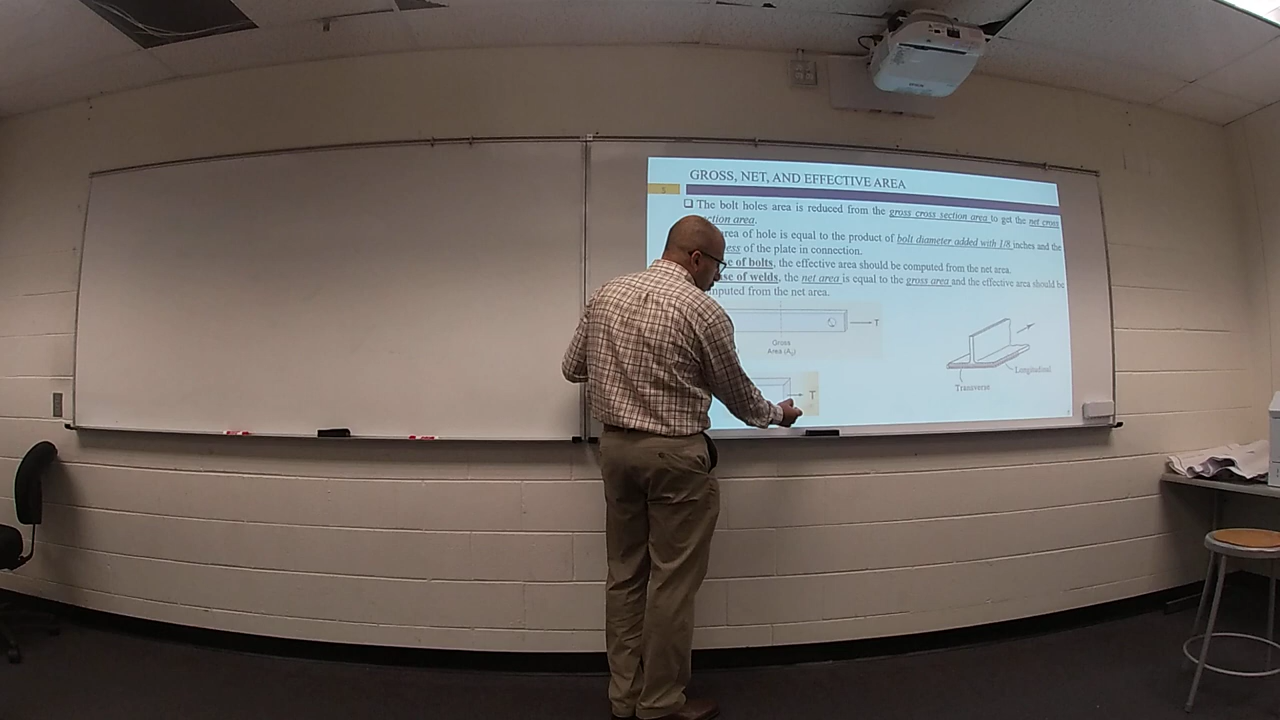 GROSS, NET, AND EFFECTIVE AREA
5
❑ The bolt holes area is reduced from the gross cross section area to get the net cross
area.
area of hole is equal to the product of bolt diameter added with 1/8 inches and the
of the plate in connection.
of bolts, the effective area should be computed from the net area.
of welds, the net area is equal to the gross area and the effective area should be
from the net area.
T
Gross
Area (Ag)
T
Longitudinal
Transverse
EPSON